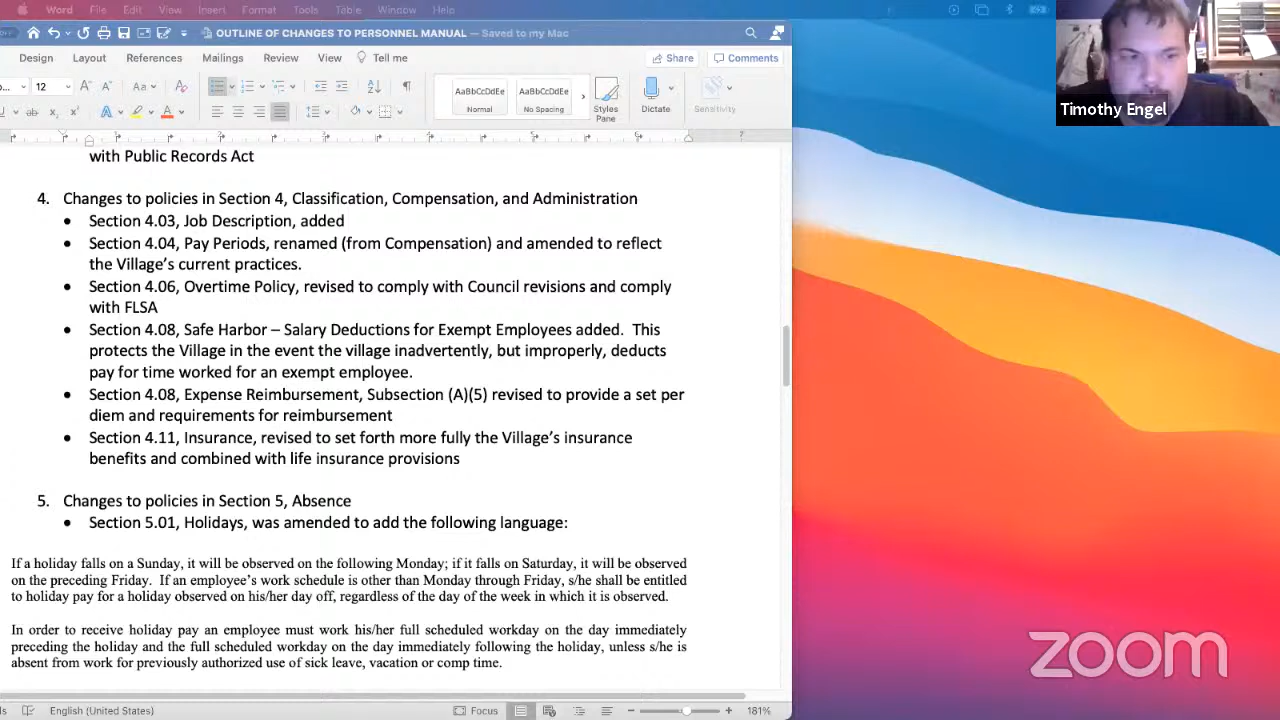 Word File Edit View Insert Format Tools Table Window Help
OUTLINE OF CHANGES TO PERSONNEL MANUAL — Saved to my Mac
Design Layout References Mailings Review View Tell me Share Comments
12 Aa AaBbCcDdEe AaBbCcDdEe
Normal No Spacing Styles Pane Dictate Sensitivity
Timothy Engel
with Public Records Act
4. Changes to policies in Section 4, Classification, Compensation, and Administration
• Section 4.03, Job Description, added
• Section 4.04, Pay Periods, renamed (from Compensation) and amended to reflect
the Village's current practices.
• Section 4.06, Overtime Policy, revised to comply with Council revisions and comply
with FLSA
• Section 4.08, Safe Harbor – Salary Deductions for Exempt Employees added. This
protects the Village in the event the village inadvertently, but improperly, deducts
pay for time worked for an exempt employee.
• Section 4.08, Expense Reimbursement, Subsection (A)(5) revised to provide a set per
diem and requirements for reimbursement
• Section 4.11, Insurance, revised to set forth more fully the Village's insurance
benefits and combined with life insurance provisions
5. Changes to policies in Section 5, Absence
• Section 5.01, Holidays, was amended to add the following language:
If a holiday falls on a Sunday, it will be observed on the following Monday; if it falls on Saturday, it will be observed
on the preceding Friday. If an employee's work schedule is other than Monday through Friday, s/he shall be entitled
to holiday pay for a holiday observed on his/her day off, regardless of the day of the week in which it is observed.
In order to receive holiday pay an employee must work his/her full scheduled workday on the day immediately
preceding the holiday and the full scheduled workday on the day immediately following the holiday, unless s/he is
absent from work for previously authorized use of sick leave, vacation or comp time.
zoom
English (United States) Focus 181%